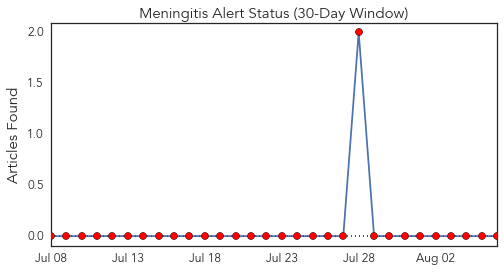 Meningitis Alert Status (30-Day Window)
Articles Found
2.0
1.5
1.0
0.5
0.0
Jul 08 Jul 13 Jul 18 Jul 23 Jul 28 Aug 02